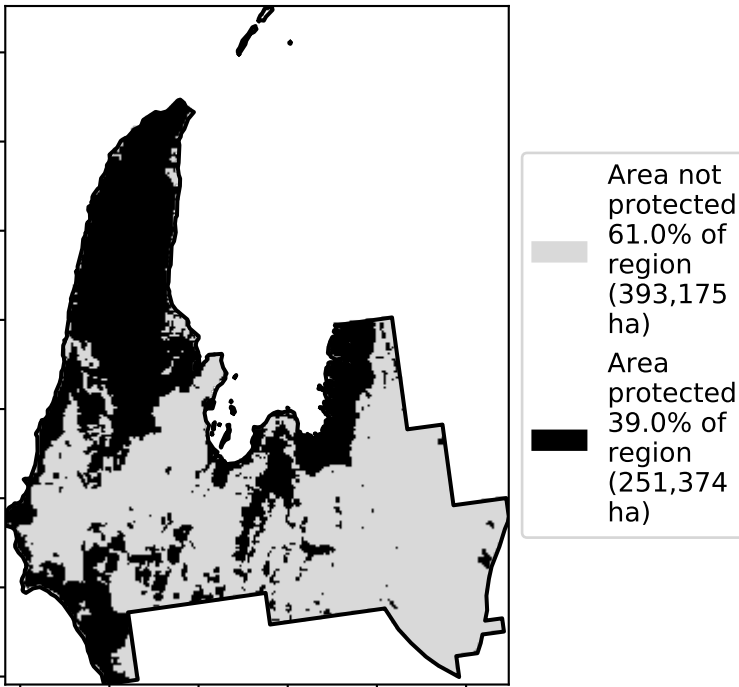 Area not
protected
61.0% of
region
(393,175
ha)
Area
protected
39.0% of
region
(251,374
ha)